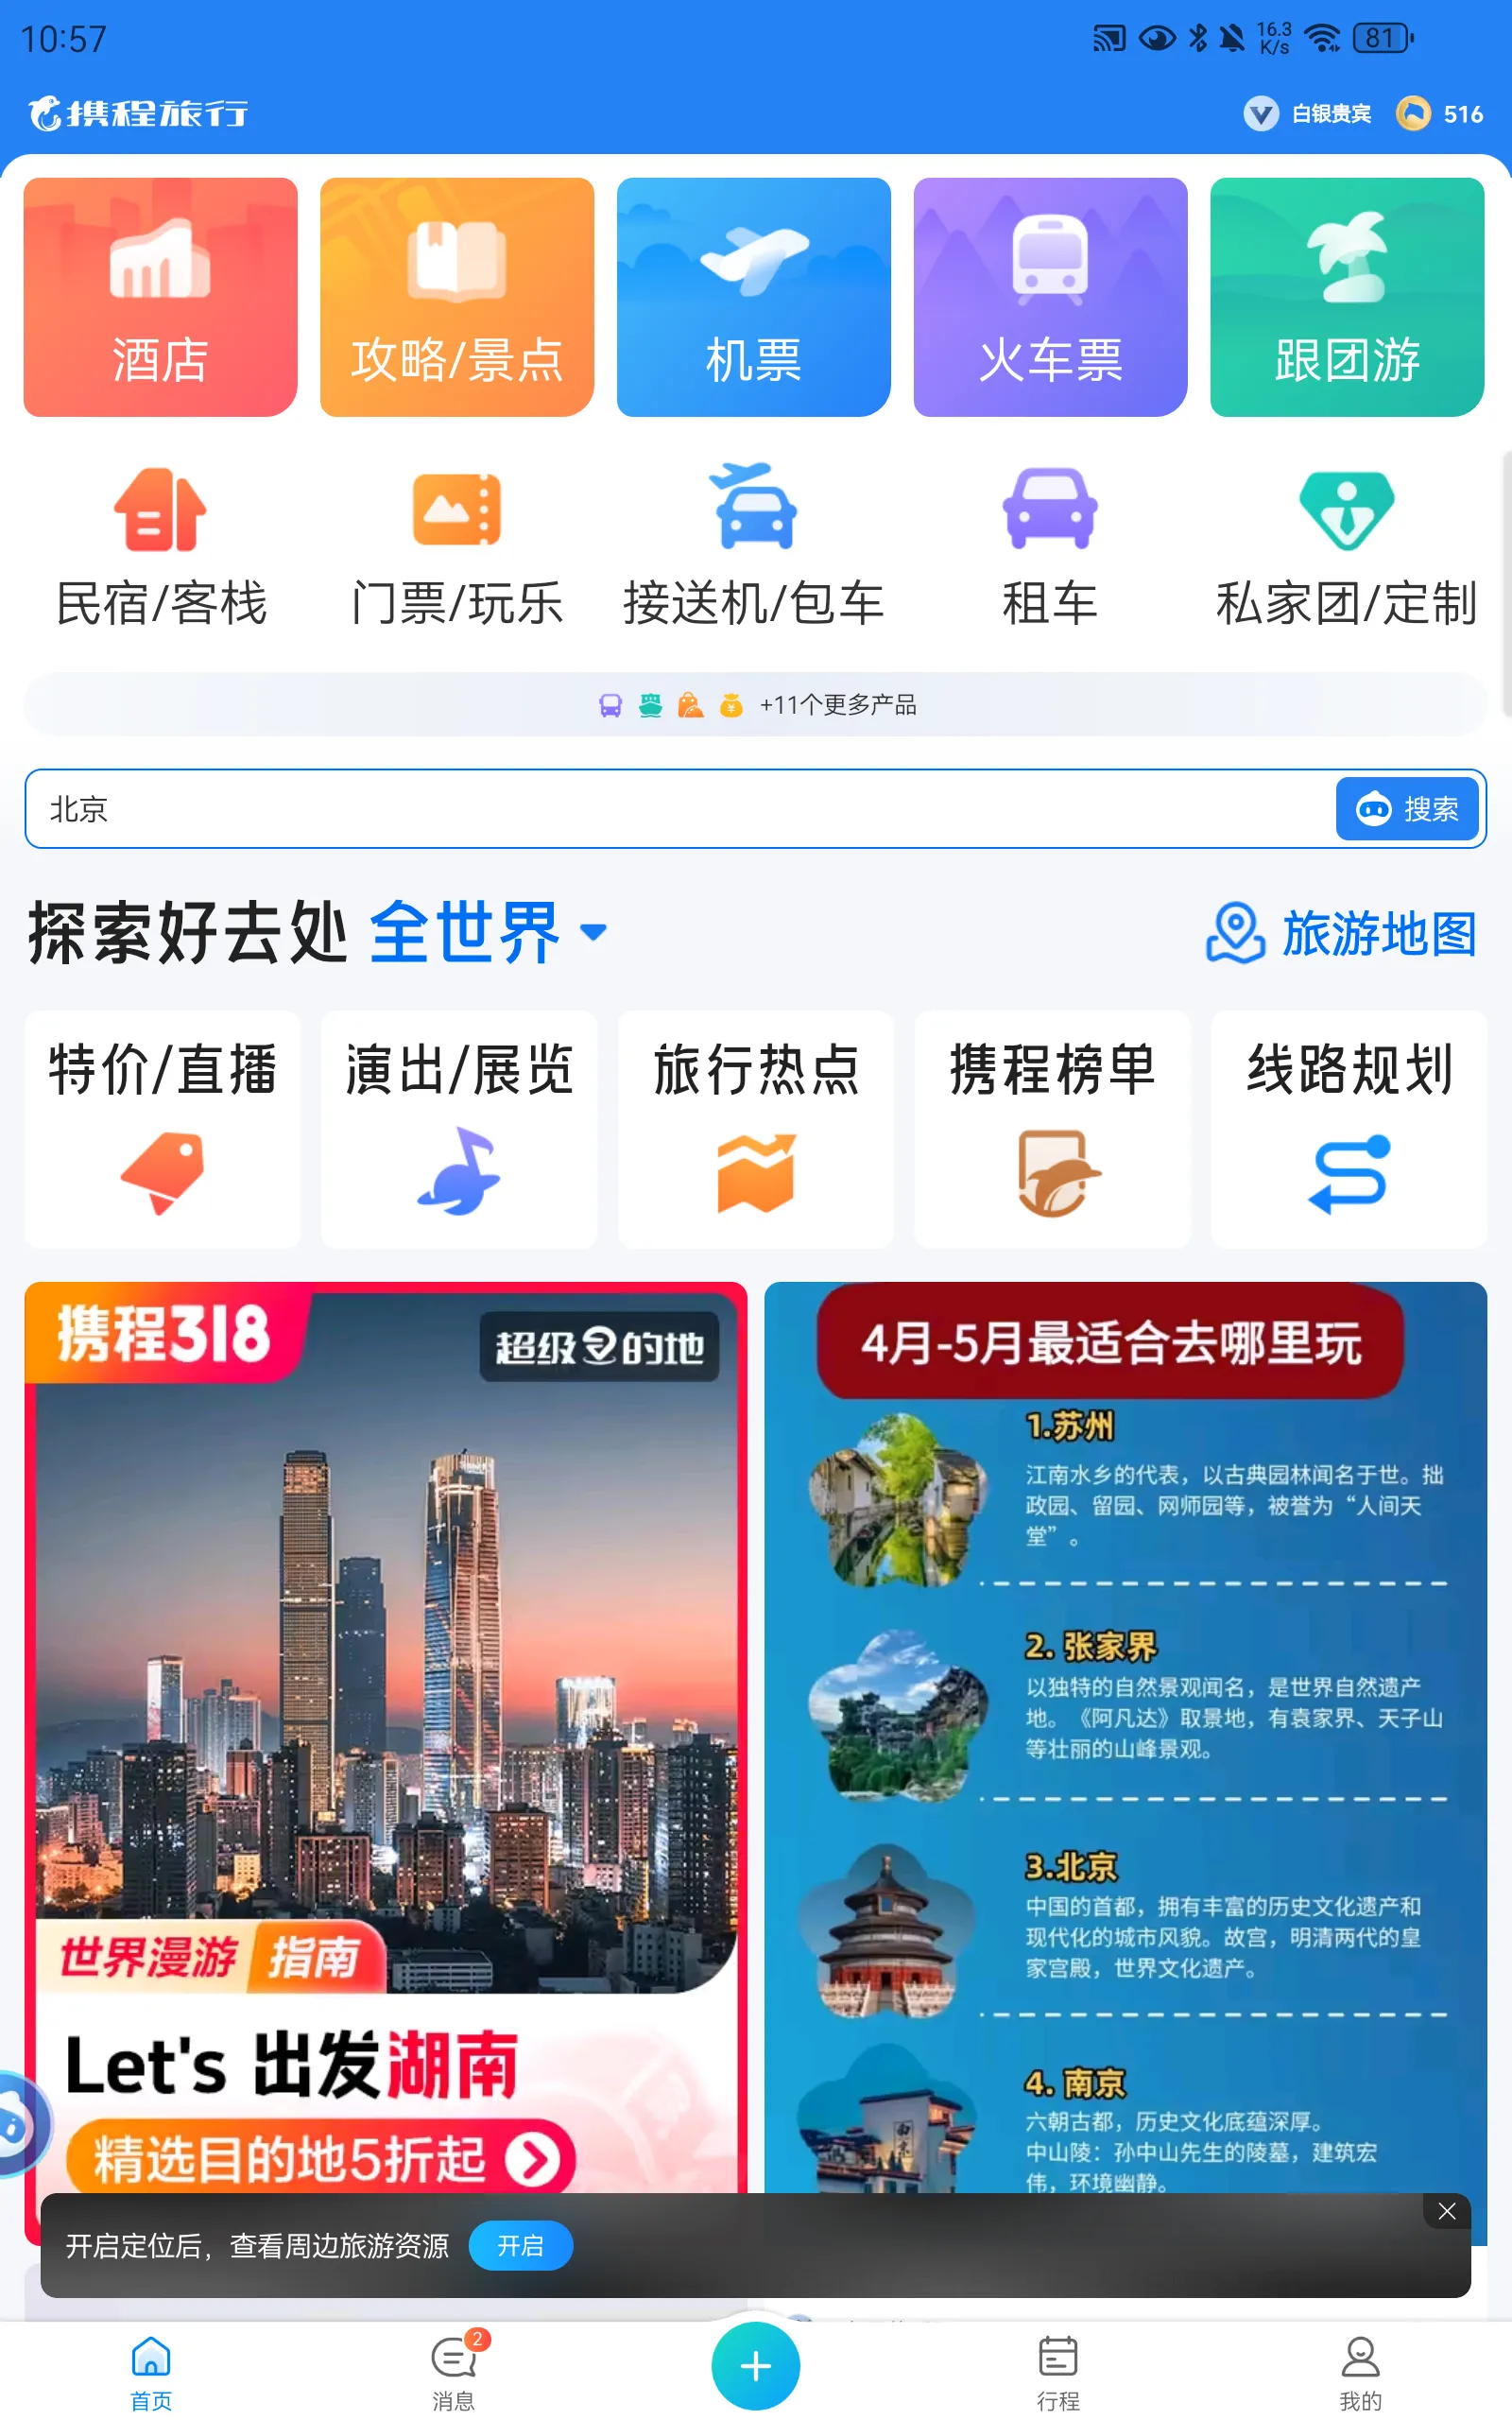 10:57
16.3
K/s
81
携程旅行
白银贵宾
516
酒店
攻略/景点
机票
火车票
跟团游
民宿/客栈
门票/玩乐
接送机/包车
租车
私家团/定制
+11个更多产品
北京
搜索
探索好去处 全世界
旅游地图
特价/直播
演出/展览
旅行热点
携程榜单
线路规划
携程318
超级目的地
世界漫游 指南
Let's 出发湖南
精选目的地5折起
4月-5月最适合去哪里玩
1.苏州
江南水乡的代表，以古典园林闻名于世。拙
政园、留园、网师园等，被誉为“人间天
堂”。
2. 张家界
以独特的自然景观闻名，是世界自然遗产
地。《阿凡达》取景地，有袁家界、天子山
等壮丽的山峰景观。
3.北京
中国的首都，拥有丰富的历史文化遗产和
现代化的城市风貌。故宫，明清两代的皇
家宫殿，世界文化遗产。
4. 南京
六朝古都，历史文化底蕴深厚。
中山陵：孙中山先生的陵墓，建筑宏
伟，环境幽静。
开启定位后，查看周边旅游资源
开启
首页
消息
2
行程
我的